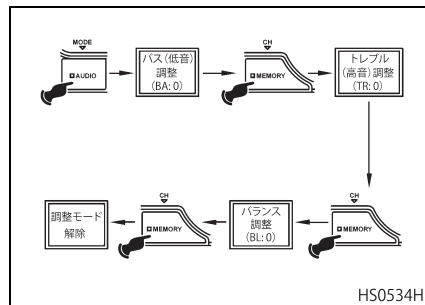 MODE
AUDIO
バス（低音）
調整
(BA: 0)
CH
MEMORY
トレブル
（高音）調整
(TR: 0)
CH
MEMORY
バランス
調整
(BL: 0)
CH
MEMORY
調整モード
解除
HS0534H